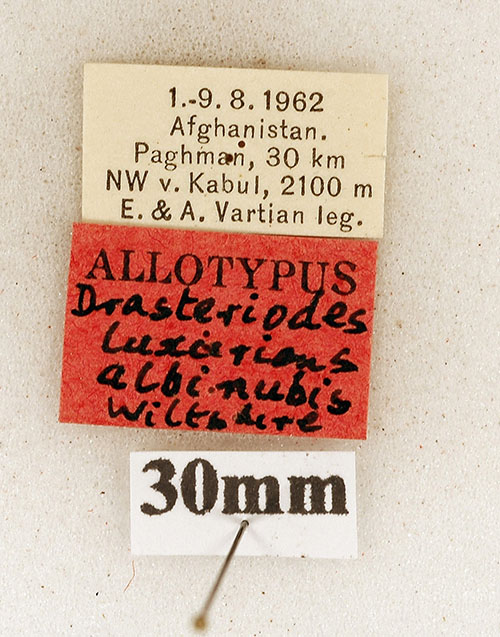 1.-9.8.1962
Afghanistan.
Paghman, 30 km
NW v. Kabul, 2100 m
E. & A. Vartian leg.
ALLOTYPUS
Drasteriodes
luxurians
albinubis
Wiltshire
30mm